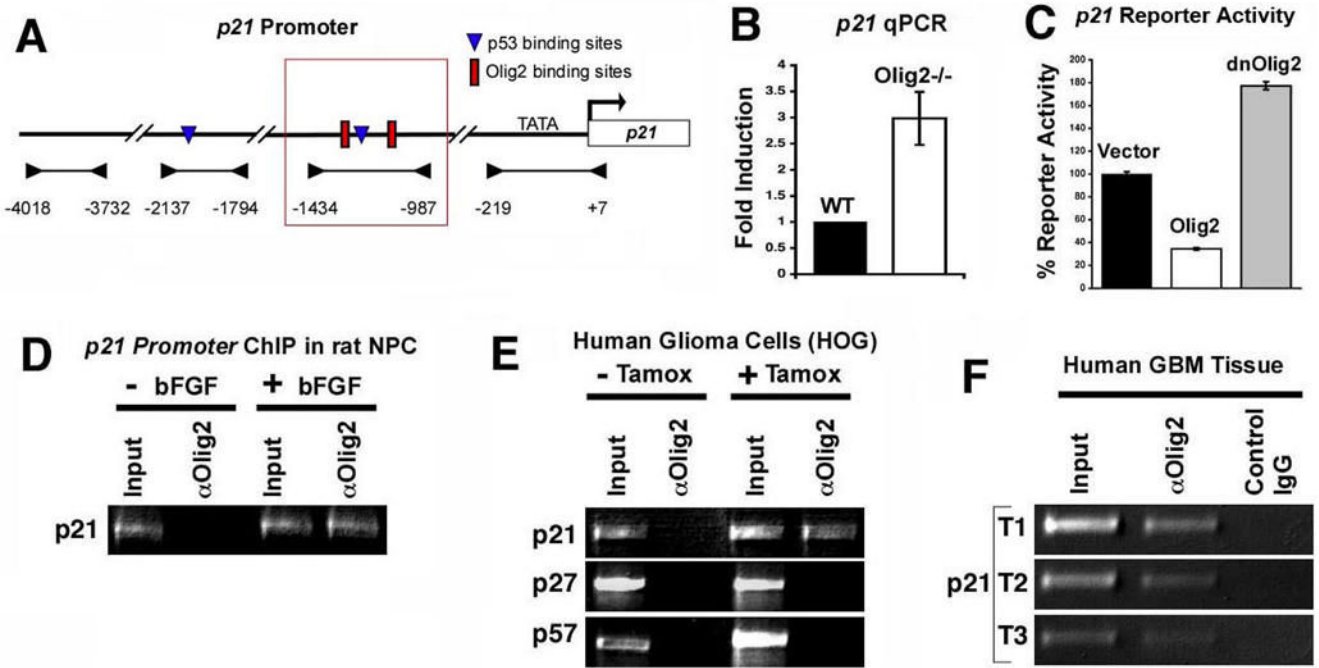 A
p21 Promoter
p53 binding sites
Olig2 binding sites
TATA
p21
-4018
-3732
-2137
-1794
-1434
-987
-219
+7
B
p21 qPCR
Fold Induction
4
3.5
3
2.5
2
1.5
1
0.5
0
WT
Olig2-/-
C
p21 Reporter Activity
% Reporter Activity
200
180
160
140
120
100
80
60
40
20
0
Vector
Olig2
dnOlig2
D
p21 Promoter ChIP in rat NPC
- bFGF
+ bFGF
Input
αOlig2
Input
αOlig2
p21
E
Human Glioma Cells (HOG)
- Tamox
+ Tamox
Input
αOlig2
Input
αOlig2
p21
p27
p57
F
Human GBM Tissue
Input
αOlig2
Control
IgG
p21
T1
T2
T3